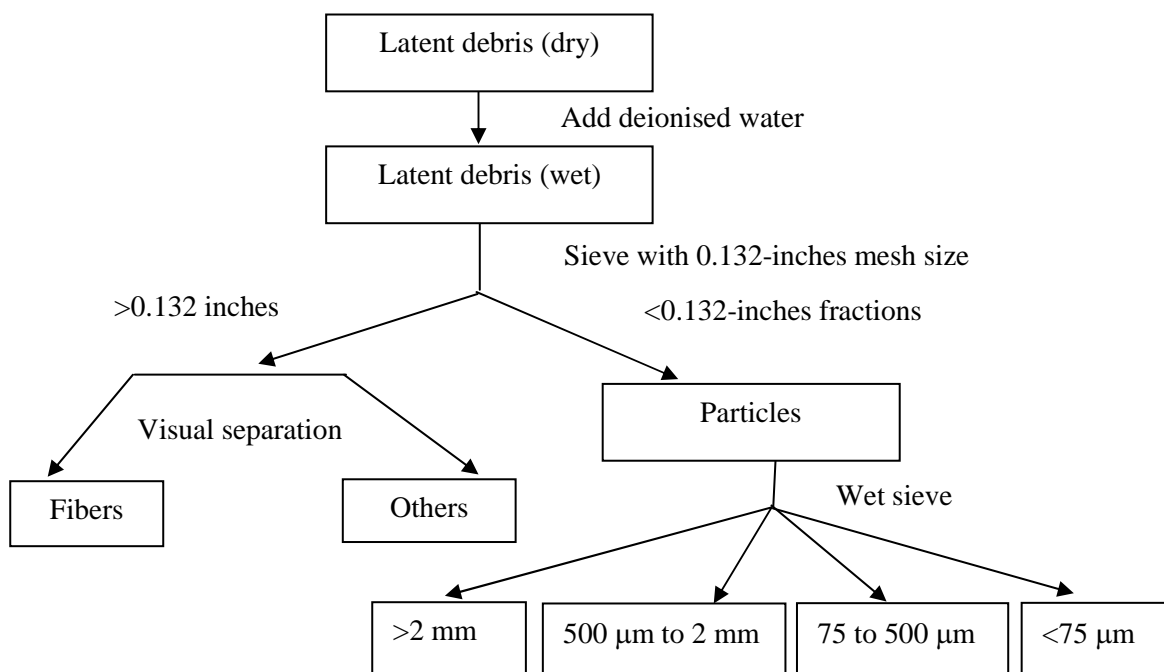 Latent debris (dry)
Add deionised water
Latent debris (wet)
Sieve with 0.132-inches mesh size
>0.132 inches
<0.132-inches fractions
Particles
Visual separation
Wet sieve
Fibers
Others
>2 mm
500 μm to 2 mm
75 to 500 μm
<75 μm